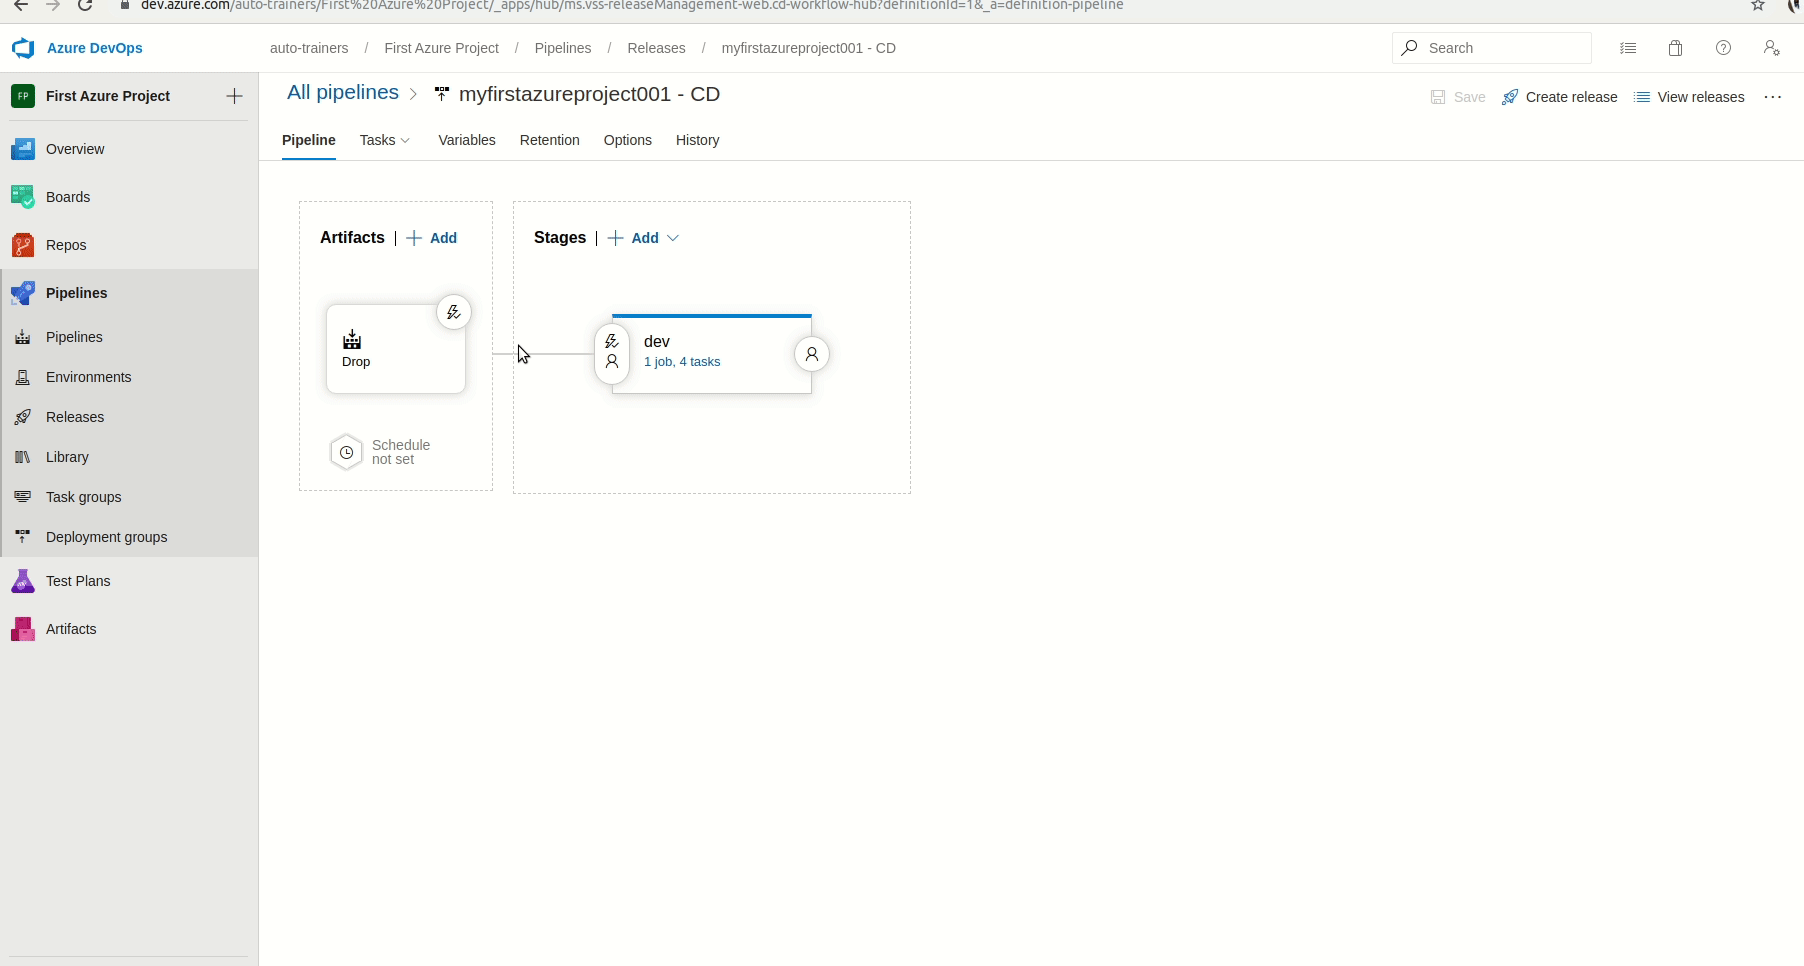 dev.azure.com/auto-trainers/First%20Azure%20Project/_apps/hub/ms.vss-releaseManagement-web.cd-workflow-hub?definitionId=1&_a=definition-pipeline
Azure DevOps
auto-trainers / First Azure Project / Pipelines / Releases / myfirstazureproject001 - CD
Search
FP First Azure Project
All pipelines > myfirstazureproject001 - CD
Save Create release View releases ...
Pipeline Tasks Variables Retention Options History
Overview
Boards
Repos
Pipelines
Pipelines
Environments
Releases
Library
Task groups
Deployment groups
Test Plans
Artifacts
Artifacts | + Add
Drop
Schedule
not set
Stages | + Add
dev
1 job, 4 tasks